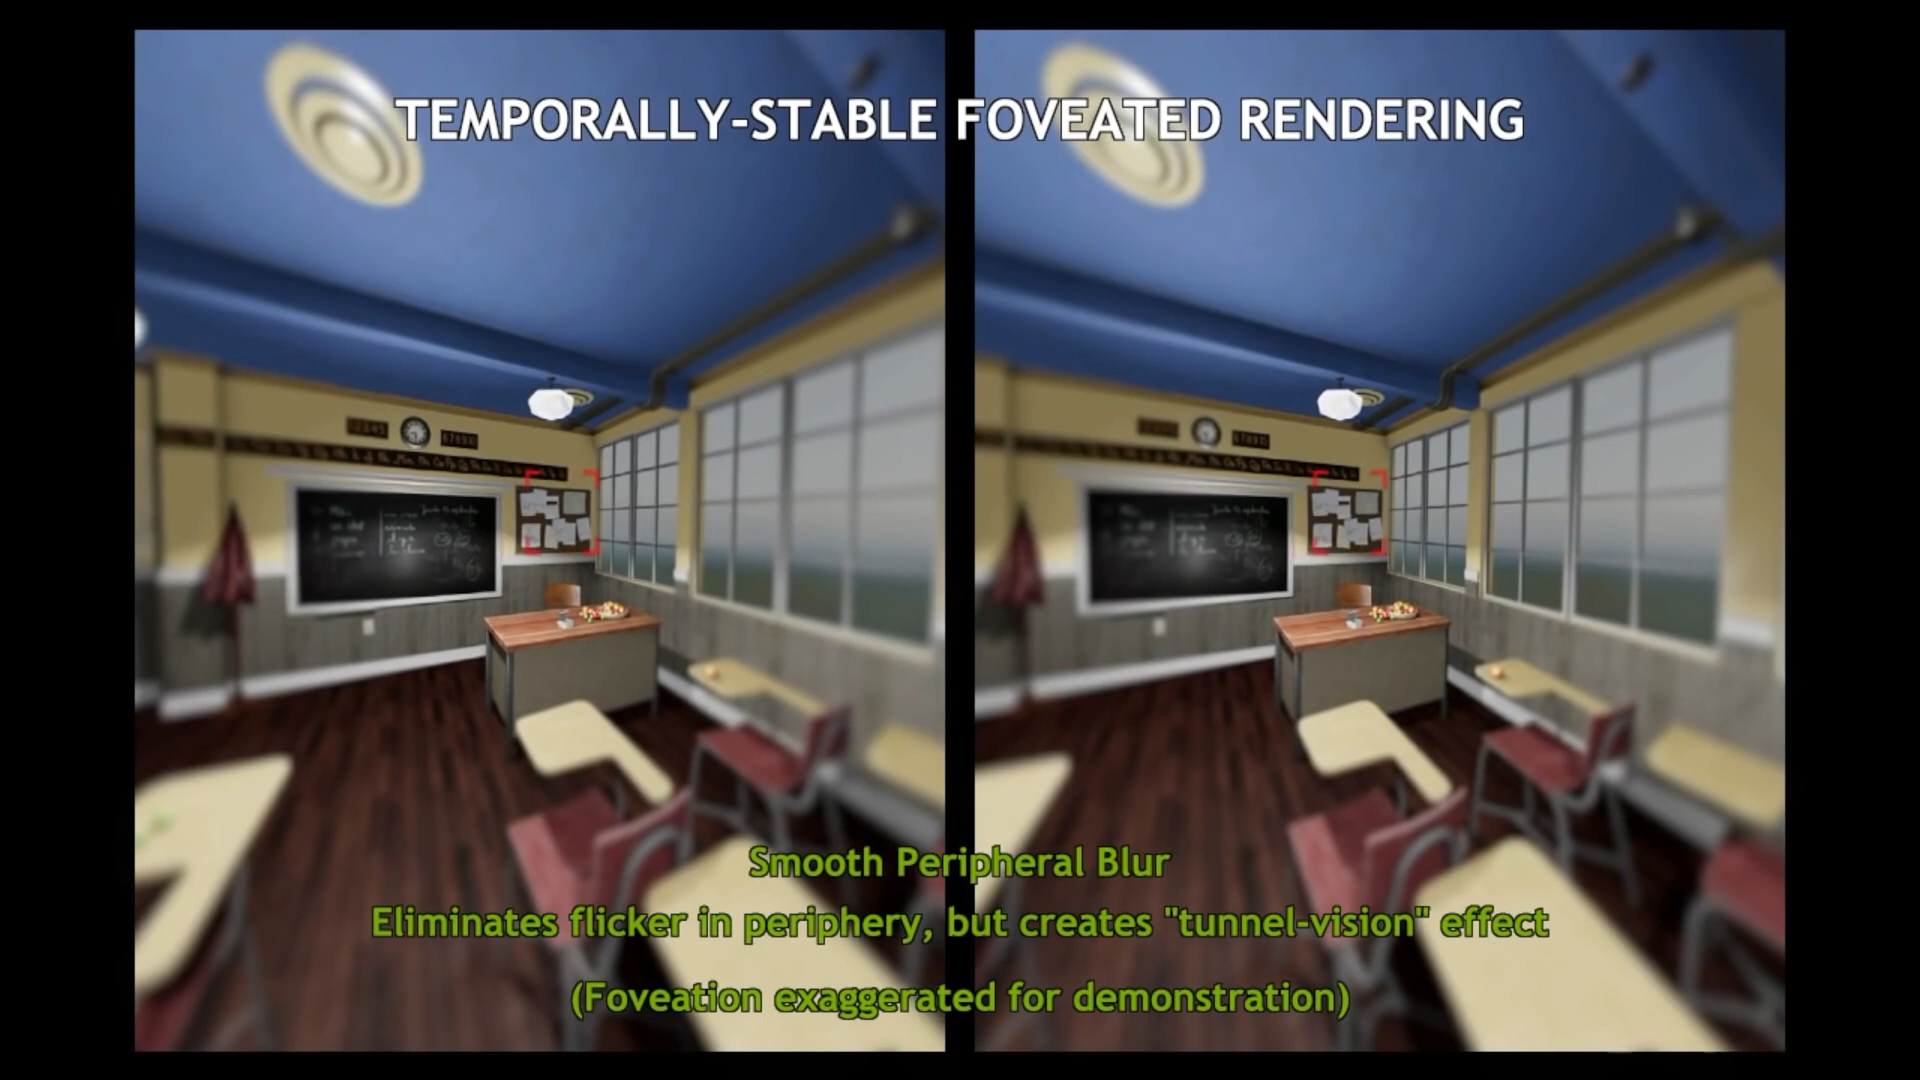 TEMPORALLY-STABLE FOVEATED RENDERING
Smooth Peripheral Blur
Eliminates flicker in periphery, but creates "tunnel-vision" effect
(Foveation exaggerated for demonstration)